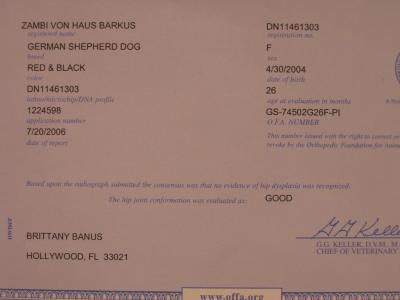 ZAMBI VON HAUS BARKUS DN11461303
registered name registration no.
GERMAN SHEPHERD DOG F
breed sex
RED & BLACK 4/30/2004
color date of birth
DN11461303 26
tattoo/microchip/DNA profile age at evaluation in months
1224598 GS-74502G26F-PI
application number O.F.A. NUMBER
7/20/2006 This number issued with the right to correct or
date of report revoke by the Orthopedic Foundation for
Based upon the radiograph submitted the consensus was that no evidence of hip dysplasia was recognized.
The hip joint conformation was evaluated as: GOOD
OWNER
BRITTANY BANUS G.G. KELLER, D.V.M., M.
HOLLYWOOD, FL 33021 CHIEF OF VETERINARY
www.offa.org